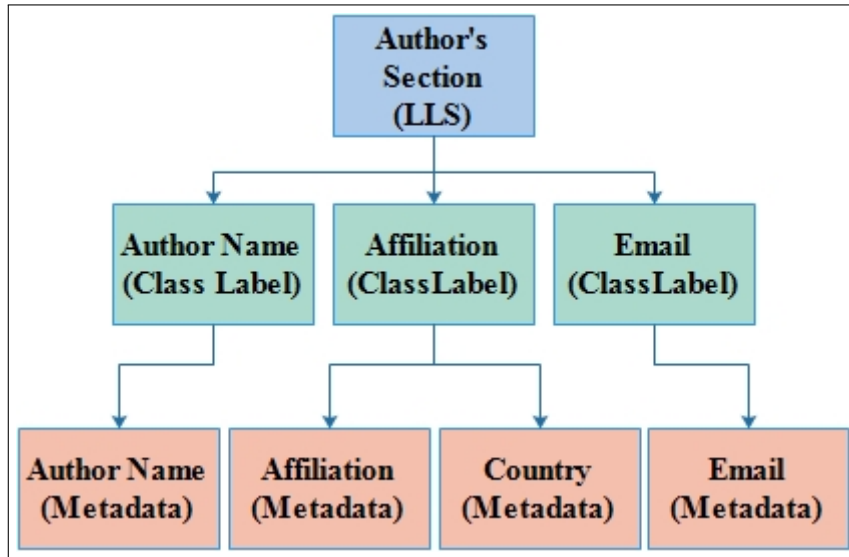 Author's
Section
(LLS)
Author Name
(Class Label)
Affiliation
(ClassLabel)
Email
(ClassLabel)
Author Name
(Metadata)
Affiliation
(Metadata)
Country
(Metadata)
Email
(Metadata)